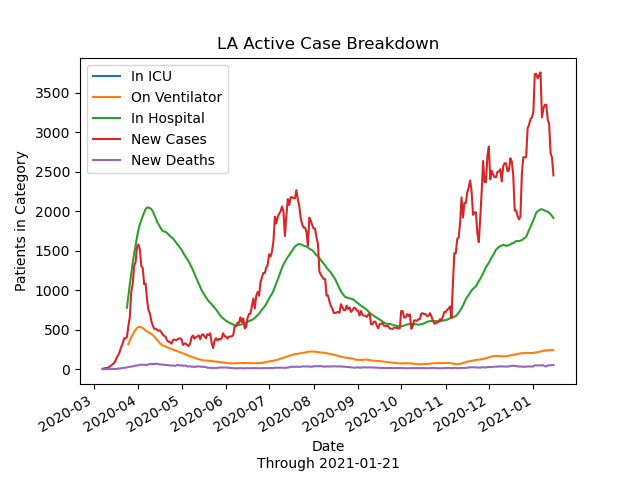 LA Active Case Breakdown
In ICU
On Ventilator
In Hospital
New Cases
New Deaths
Patients in Category
3500
3000
2500
2000
1500
1000
500
0
2020-03
2020-04
2020-05
2020-06
2020-07
2020-08
2020-09
2020-10
2020-11
2020-12
2021-01
Date
Through 2021-01-21